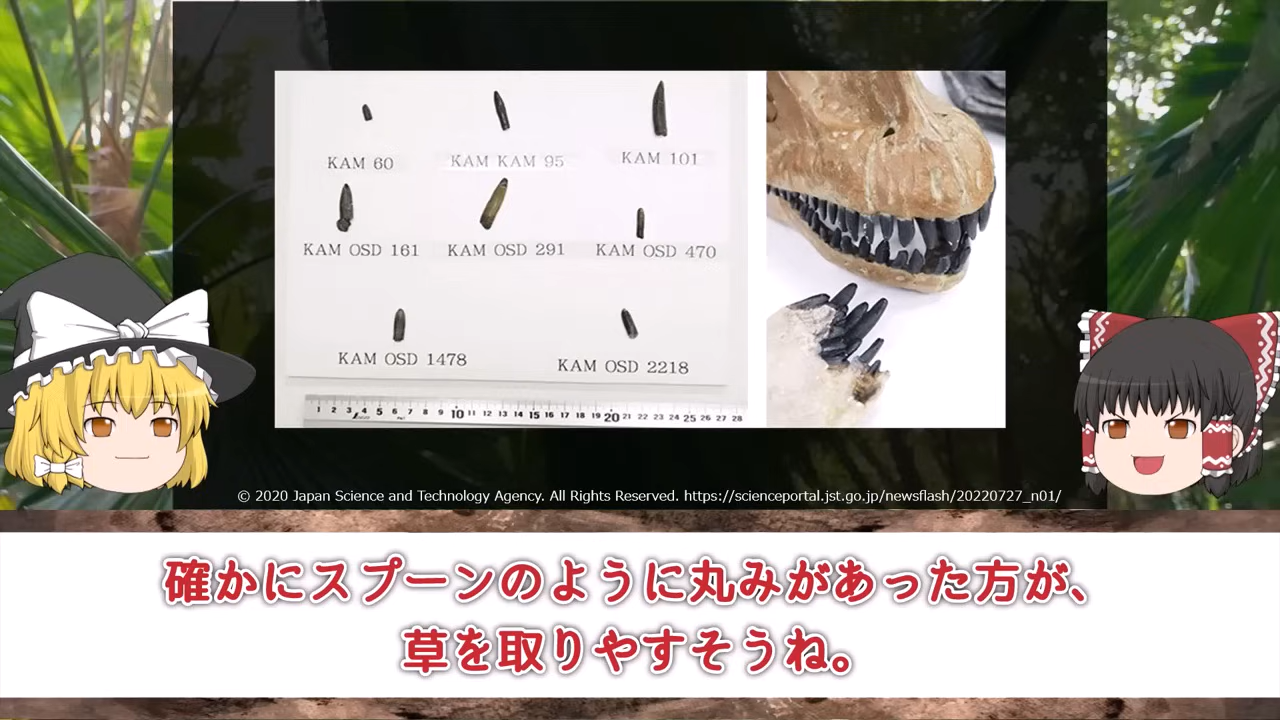 KAM 60
KAM KAM 95
KAM 101
KAM OSD 161
KAM OSD 291
KAM OSD 470
KAM OSD 1478
KAM OSD 2218
1 2 3 4 5 6 7 8 9 10 11 12 13 14 15 16 17 18 19 20 21 22 23 24 25 26 27 28
© 2020 Japan Science and Technology Agency. All Rights Reserved. https://scienceportal.jst.go.jp/newsflash/20220727_n01/
確かにスプーンのように丸みがあった方が、
草を取りやすそうね。